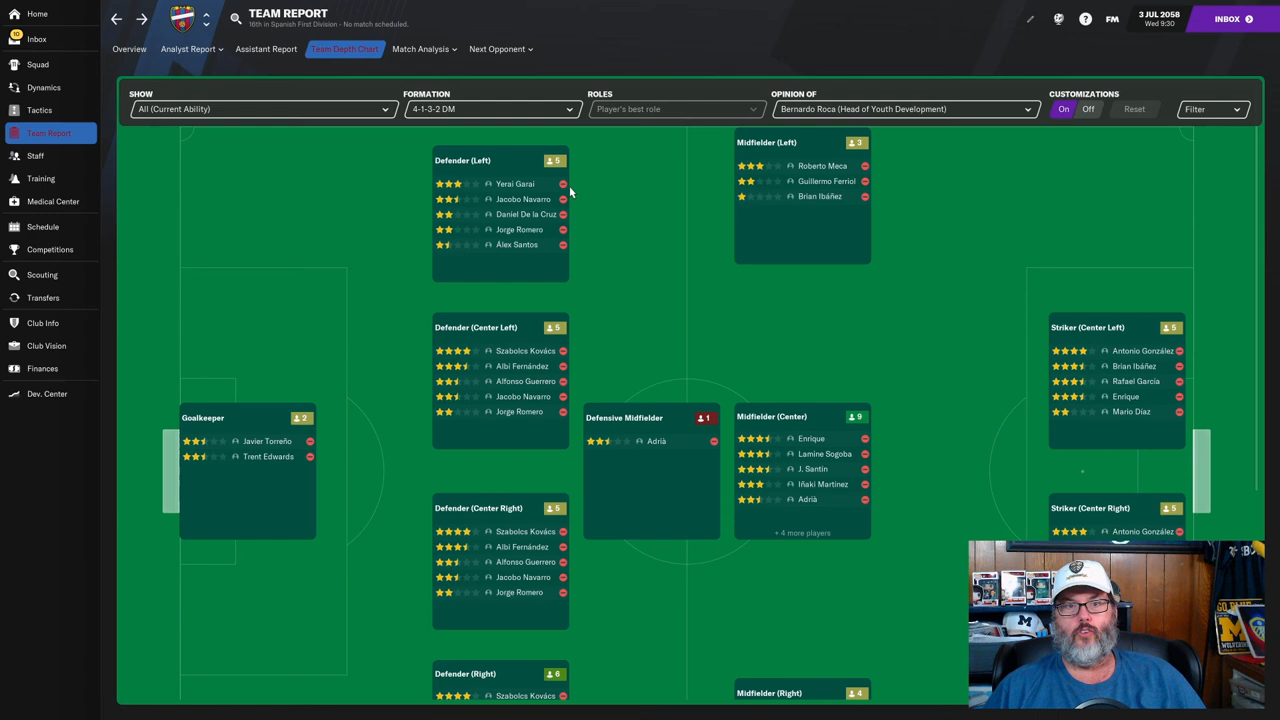 Home
10
Inbox
Squad
Dynamics
Tactics
Team Report
Staff
Training
Medical Center
Schedule
Competitions
Scouting
Transfers
Club Info
Club Vision
Finances
Dev. Center
TEAM REPORT
16th in Spanish First Division - No match scheduled.
FM
3 JUL 2058
Wed 9:30
INBOX
Overview
Analyst Report
Assistant Report
Team Depth Chart
Match Analysis
Next Opponent
SHOW
All (Current Ability)
FORMATION
4-1-3-2 DM
ROLES
Player's best role
OPINION OF
Bernardo Roca (Head of Youth Development)
CUSTOMIZATIONS
On
Off
Reset
Filter
Goalkeeper
2
Javier Torreño
Trent Edwards
Defender (Left)
5
Yerai Garai
Jacobo Navarro
Daniel De la Cruz
Jorge Romero
Álex Santos
Defender (Center Left)
5
Szabolcs Kovács
Albi Fernández
Alfonso Guerrero
Jacobo Navarro
Jorge Romero
Defender (Center Right)
5
Szabolcs Kovács
Albi Fernández
Alfonso Guerrero
Jacobo Navarro
Jorge Romero
Defender (Right)
6
Szabolcs Kovács
Defensive Midfielder
1
Adrià
Midfielder (Left)
3
Roberto Meca
Guillermo Ferriol
Brian Ibáñez
Midfielder (Center)
9
Enrique
Lamine Sogoba
J. Santín
Iñaki Martínez
Adrià
+ 4 more players
Midfielder (Right)
4
Striker (Center Left)
5
Antonio González
Brian Ibáñez
Rafael García
Enrique
Mario Díaz
Striker (Center Right)
5
Antonio González
M
GO BLUE
M